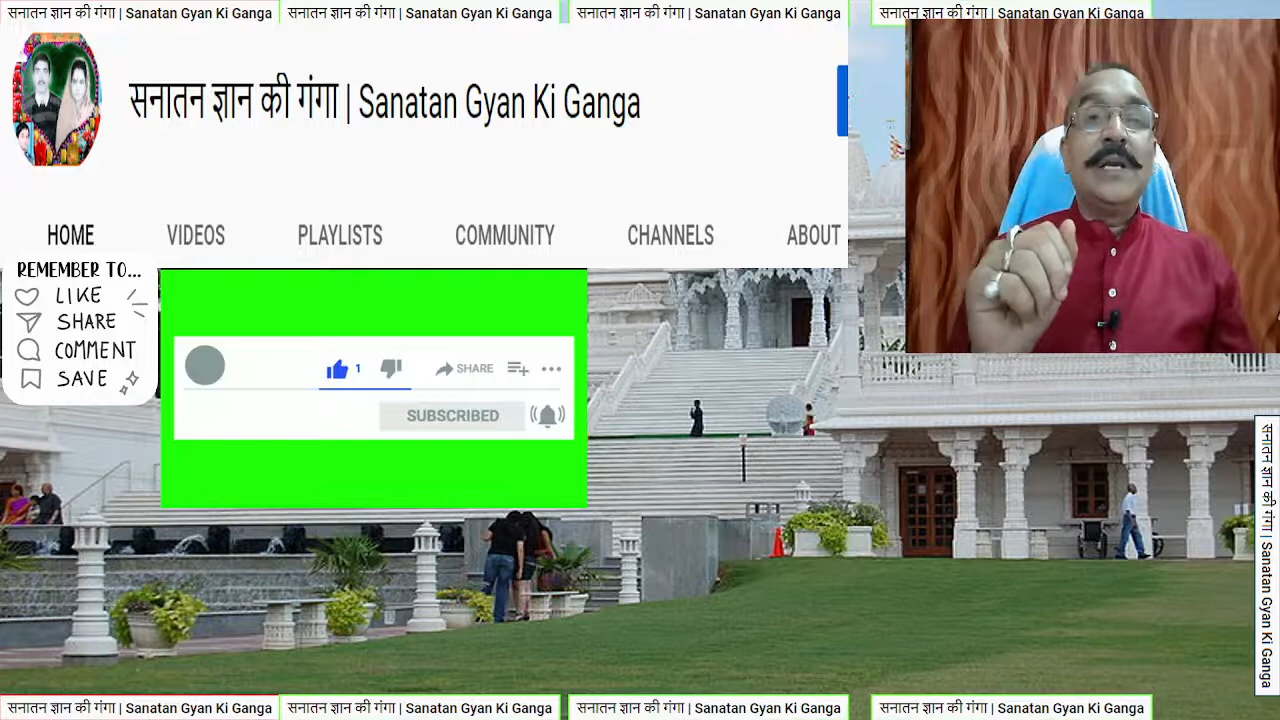 सनातन ज्ञान की गंगा | Sanatan Gyan Ki Ganga
सनातन ज्ञान की गंगा | Sanatan Gyan Ki Ganga
सनातन ज्ञान की गंगा | Sanatan Gyan Ki Ganga
सनातन ज्ञान की गंगा | Sanatan Gyan Ki Ganga
सनातन ज्ञान की गंगा | Sanatan Gyan Ki Ganga
HOME VIDEOS PLAYLISTS COMMUNITY CHANNELS ABOUT
REMEMBER TO...
LIKE
SHARE
COMMENT
SAVE
1 SHARE
SUBSCRIBED
सनातन ज्ञान की गंगा | Sanatan Gyan Ki Ganga
सनातन ज्ञान की गंगा | Sanatan Gyan Ki Ganga
सनातन ज्ञान की गंगा | Sanatan Gyan Ki Ganga
सनातन ज्ञान की गंगा | Sanatan Gyan Ki Ganga
सनातन ज्ञान की गंगा | Sanatan Gyan Ki Ganga